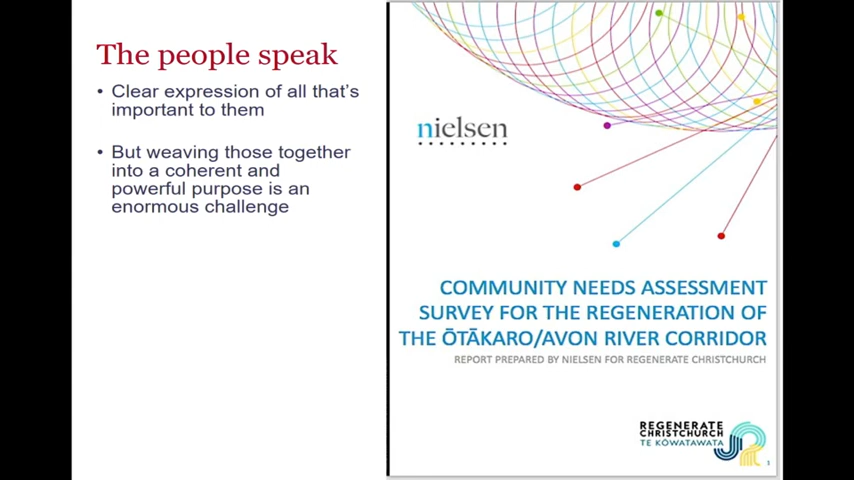 The people speak
• Clear expression of all that's
important to them
• But weaving those together
into a coherent and
powerful purpose is an
enormous challenge
nielsen
COMMUNITY NEEDS ASSESSMENT
SURVEY FOR THE REGENERATION OF
THE ŌTĀKARO/AVON RIVER CORRIDOR
REPORT PREPARED BY NIELSEN FOR REGENERATE CHRISTCHURCH
REGENERATE
CHRISTCHURCH
TE KŌWATAWATA
1